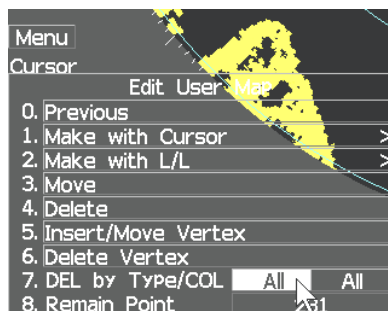 Menu
Cursor
Edit User Map
0. Previous
1. Make with Cursor >
2. Make with L/L >
3. Move
4. Delete
5. Insert/Move Vertex
6. Delete Vertex
7. DEL by Type/COL All All
8. Remain Point